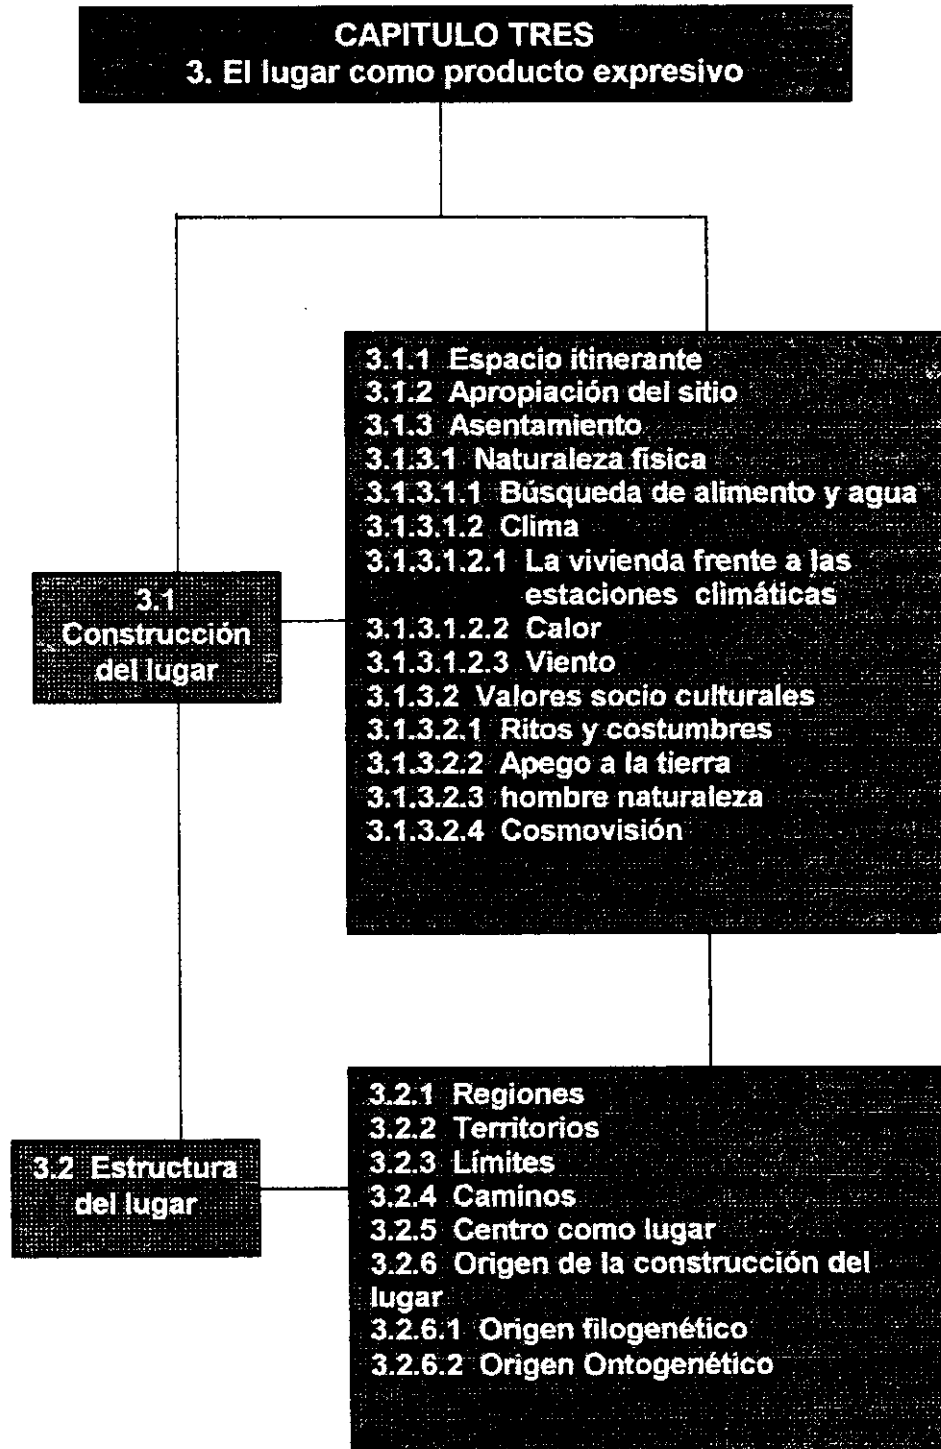 CAPITULO TRES
3. El lugar como producto expresivo
3.1
Construcción
del lugar
3.1.1 Espacio itinerante
3.1.2 Apropiación del sitio
3.1.3 Asentamiento
3.1.3.1 Naturaleza física
3.1.3.1.1 Búsqueda de alimento y agua
3.1.3.1.2 Clima
3.1.3.1.2.1 La vivienda frente a las
estaciones climáticas
3.1.3.1.2.2 Calor
3.1.3.1.2.3 Viento
3.1.3.2 Valores socio culturales
3.1.3.2.1 Ritos y costumbres
3.1.3.2.2 Apego a la tierra
3.1.3.2.3 hombre naturaleza
3.1.3.2.4 Cosmovisión
3.2 Estructura
del lugar
3.2.1 Regiones
3.2.2 Territorios
3.2.3 Límites
3.2.4 Caminos
3.2.5 Centro como lugar
3.2.6 Origen de la construcción del
lugar
3.2.6.1 Origen filogenético
3.2.6.2 Origen Ontogenético